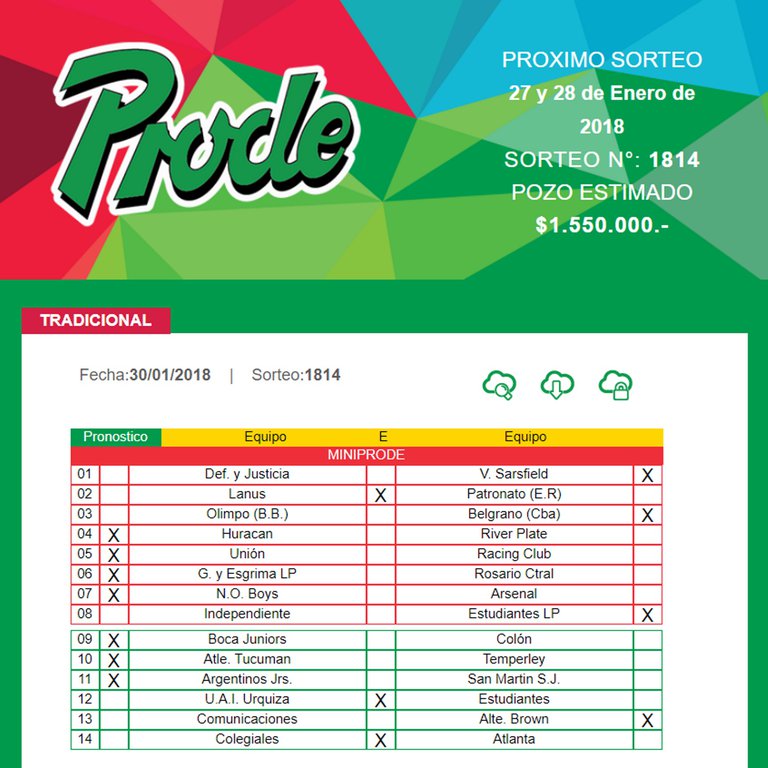 Prode
PROXIMO SORTEO
27 y 28 de Enero de
2018
SORTEO N°: 1814
POZO ESTIMADO
$1.550.000.-
TRADICIONAL
Fecha:30/01/2018 | Sorteo:1814
Pronostico Equipo E Equipo
MINIPRODE
01 Def. y Justicia V. Sarsfield X
02 Lanus X Patronato (E.R)
03 Olimpo (B.B.) Belgrano (Cba) X
04 X Huracan River Plate
05 X Unión Racing Club
06 X G. y Esgrima LP Rosario Ctral
07 X N.O. Boys Arsenal
08 Independiente Estudiantes LP X
09 X Boca Juniors Colón
10 X Atle. Tucuman Temperley
11 X Argentinos Jrs. San Martin S.J.
12 U.A.I. Urquiza X Estudiantes
13 Comunicaciones Alte. Brown X
14 Colegiales X Atlanta